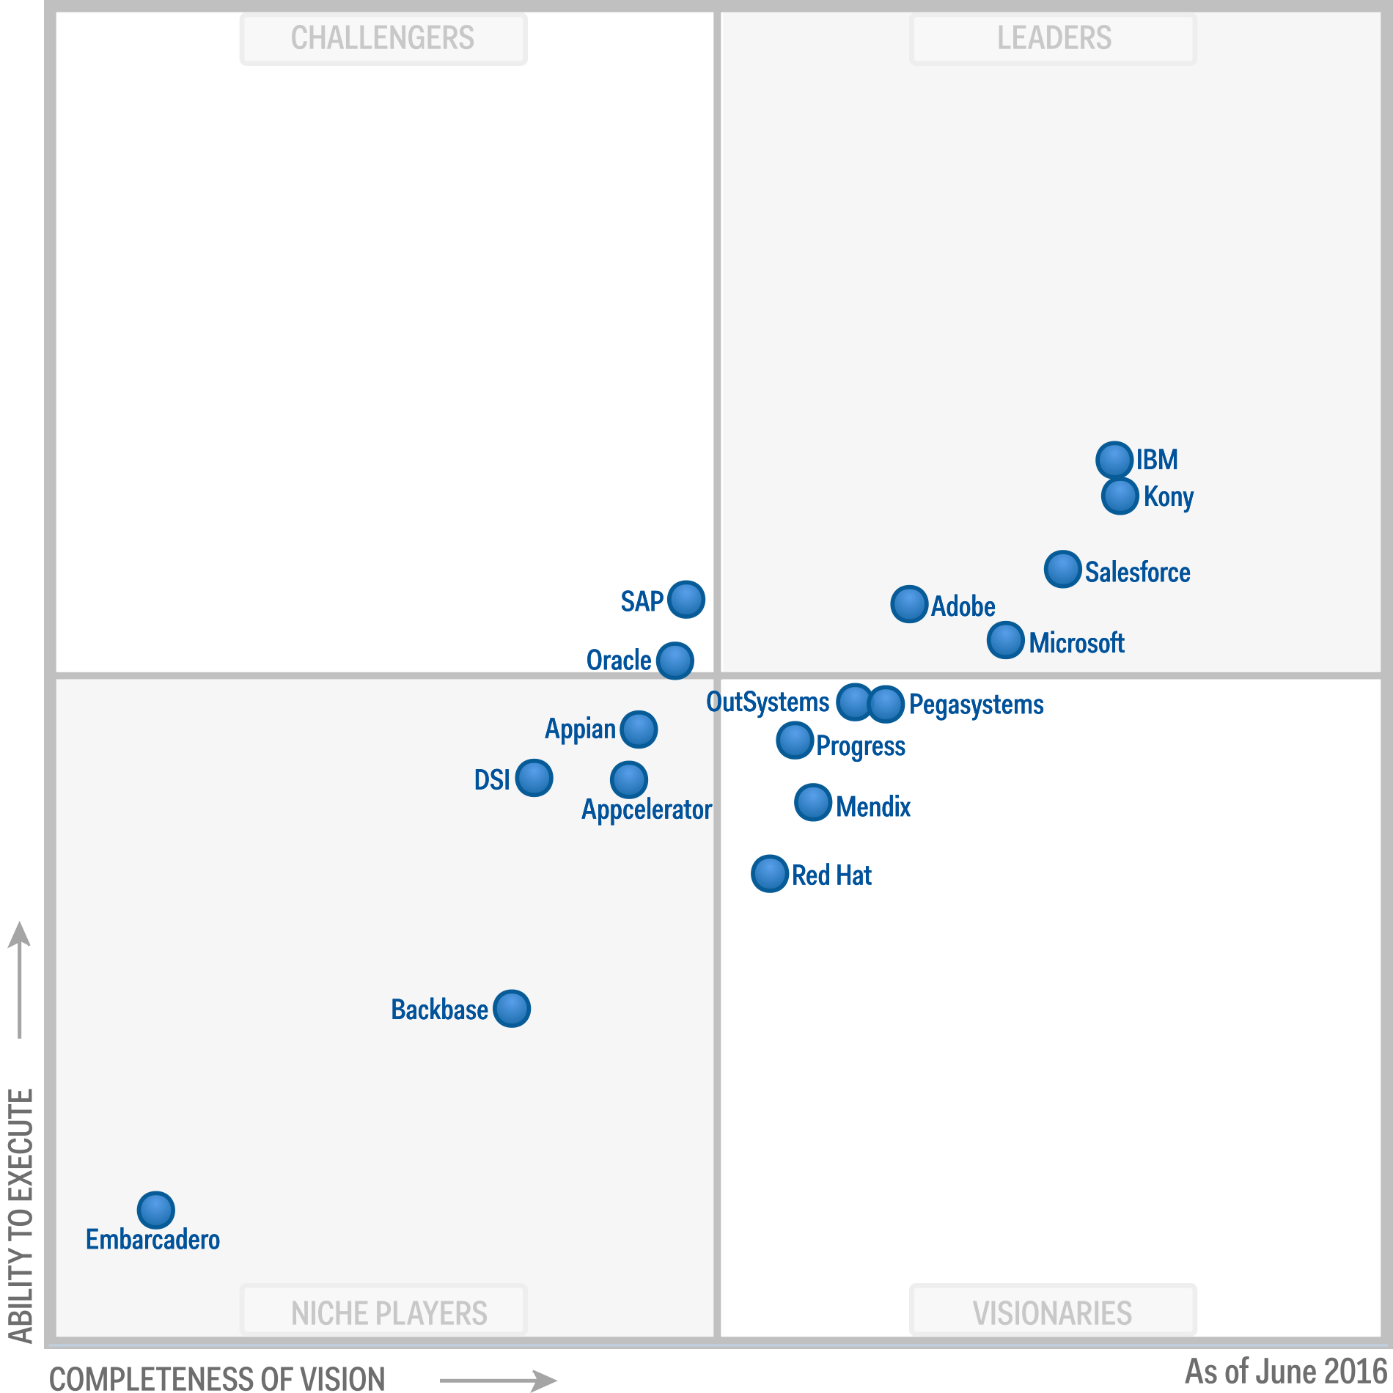 CHALLENGERS
LEADERS
IBM
Kony
Salesforce
SAP
Adobe
Microsoft
Oracle
OutSystems
Pegasystems
Appian
Progress
DSI
Appcelerator
Mendix
Red Hat
Backbase
Embarcadero
NICHE PLAYERS
VISIONARIES
ABILITY TO EXECUTE
COMPLETENESS OF VISION
As of June 2016